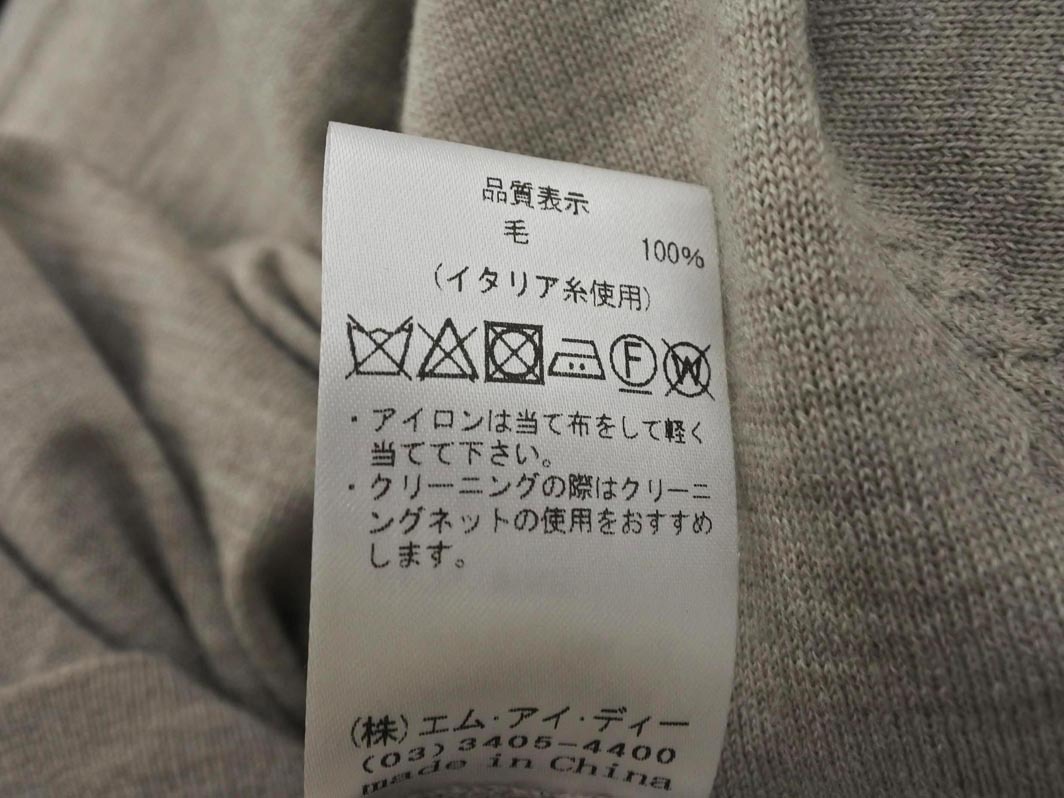 品質表示
毛 100%
(イタリア糸使用)
F W
・アイロンは当て布をして軽く
当てて下さい。
・クリーニングの際はクリーニ
ングネットの使用をおすすめ
します。
(株)エム・アイ・ディー
(03)3405-4400
made in China